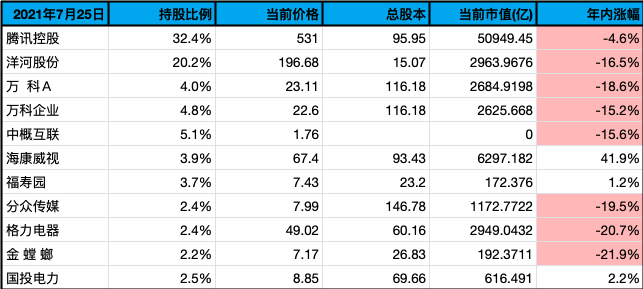 2021年7月25日 持股比例 当前价格 总股本 当前市值(亿) 年内涨幅
腾讯控股 32.4% 531 95.95 50949.45 -4.6%
洋河股份 20.2% 196.68 15.07 2963.9676 -16.5%
万 科A 4.0% 23.11 116.18 2684.9198 -18.6%
万科企业 4.8% 22.6 116.18 2625.668 -15.2%
中概互联 5.1% 1.76 0 -15.6%
海康威视 3.9% 67.4 93.43 6297.182 41.9%
福寿园 3.7% 7.43 23.2 172.376 1.2%
分众传媒 2.4% 7.99 146.78 1172.7722 -19.5%
格力电器 2.4% 49.02 60.16 2949.0432 -20.7%
金 螳 螂 2.2% 7.17 26.83 192.3711 -21.9%
国投电力 2.5% 8.85 69.66 616.491 2.2%